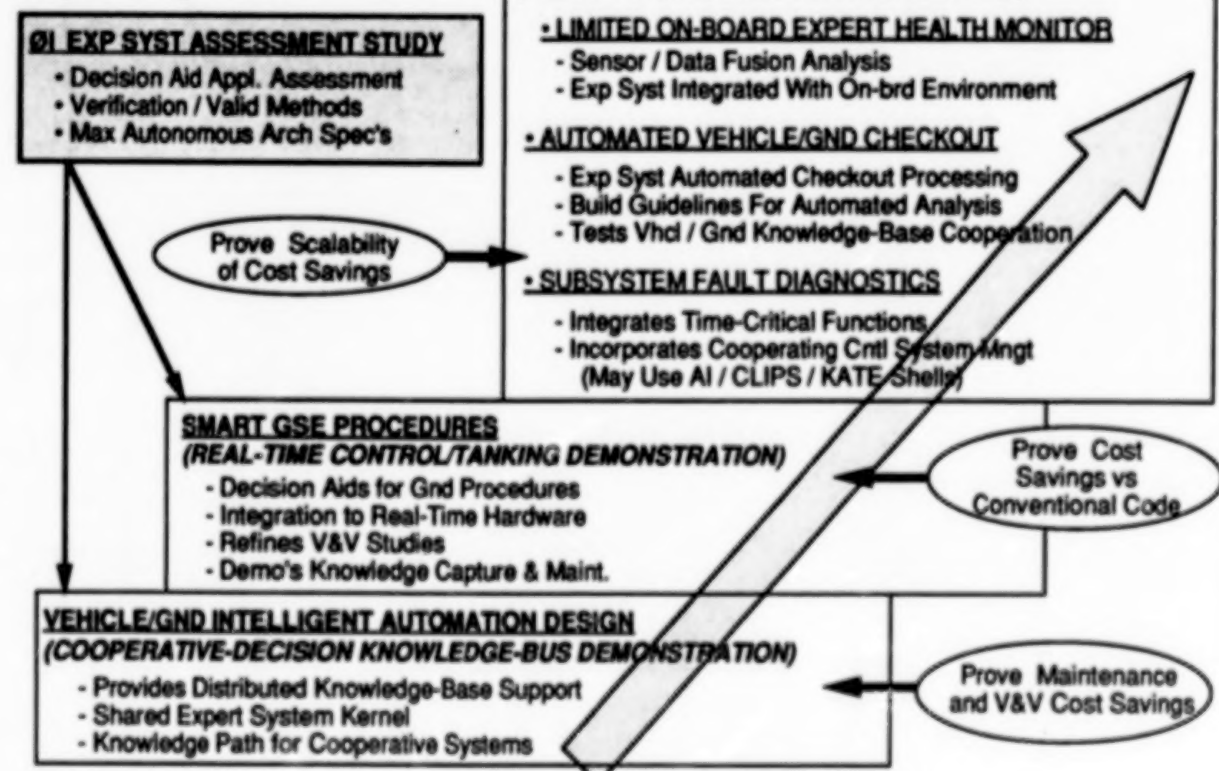 ØI EXP SYST ASSESSMENT STUDY
• Decision Aid Appl. Assessment
• Verification / Valid Methods
• Max Autonomous Arch Spec's
• LIMITED ON-BOARD EXPERT HEALTH MONITOR
- Sensor / Data Fusion Analysis
- Exp Syst Integrated With On-brd Environment
• AUTOMATED VEHICLE/GND CHECKOUT
- Exp Syst Automated Checkout Processing
- Build Guidelines For Automated Analysis
- Tests Vhcl / Gnd Knowledge-Base Cooperation
• SUBSYSTEM FAULT DIAGNOSTICS
- Integrates Time-Critical Functions
- Incorporates Cooperating Cntl System Mngt
(May Use AI / CLIPS / KATE Shells)
Prove Scalability
of Cost Savings
SMART GSE PROCEDURES
(REAL-TIME CONTROL/TANKING DEMONSTRATION)
- Decision Aids for Gnd Procedures
- Integration to Real-Time Hardware
- Refines V&V Studies
- Demo's Knowledge Capture & Maint.
Prove Cost
Savings vs
Conventional Code
VEHICLE/GND INTELLIGENT AUTOMATION DESIGN
(COOPERATIVE-DECISION KNOWLEDGE-BUS DEMONSTRATION)
- Provides Distributed Knowledge-Base Support
- Shared Expert System Kernel
- Knowledge Path for Cooperative Systems
Prove Maintenance
and V&V Cost Savings